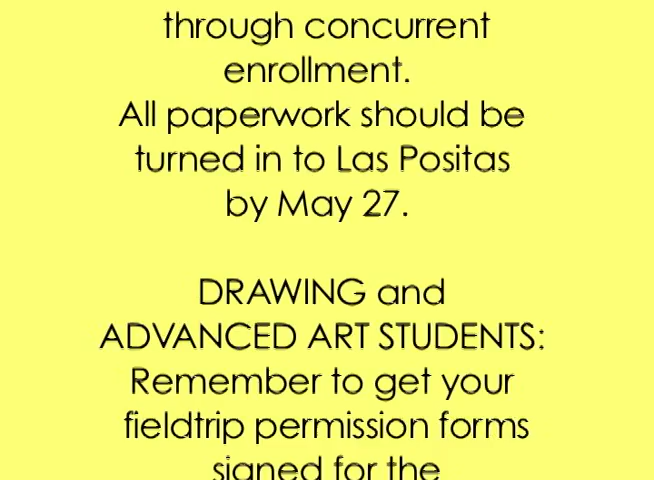 through concurrent
enrollment.
All paperwork should be
turned in to Las Positas
by May 27.
DRAWING and
ADVANCED ART STUDENTS:
Remember to get your
fieldtrip permission forms
signed for the